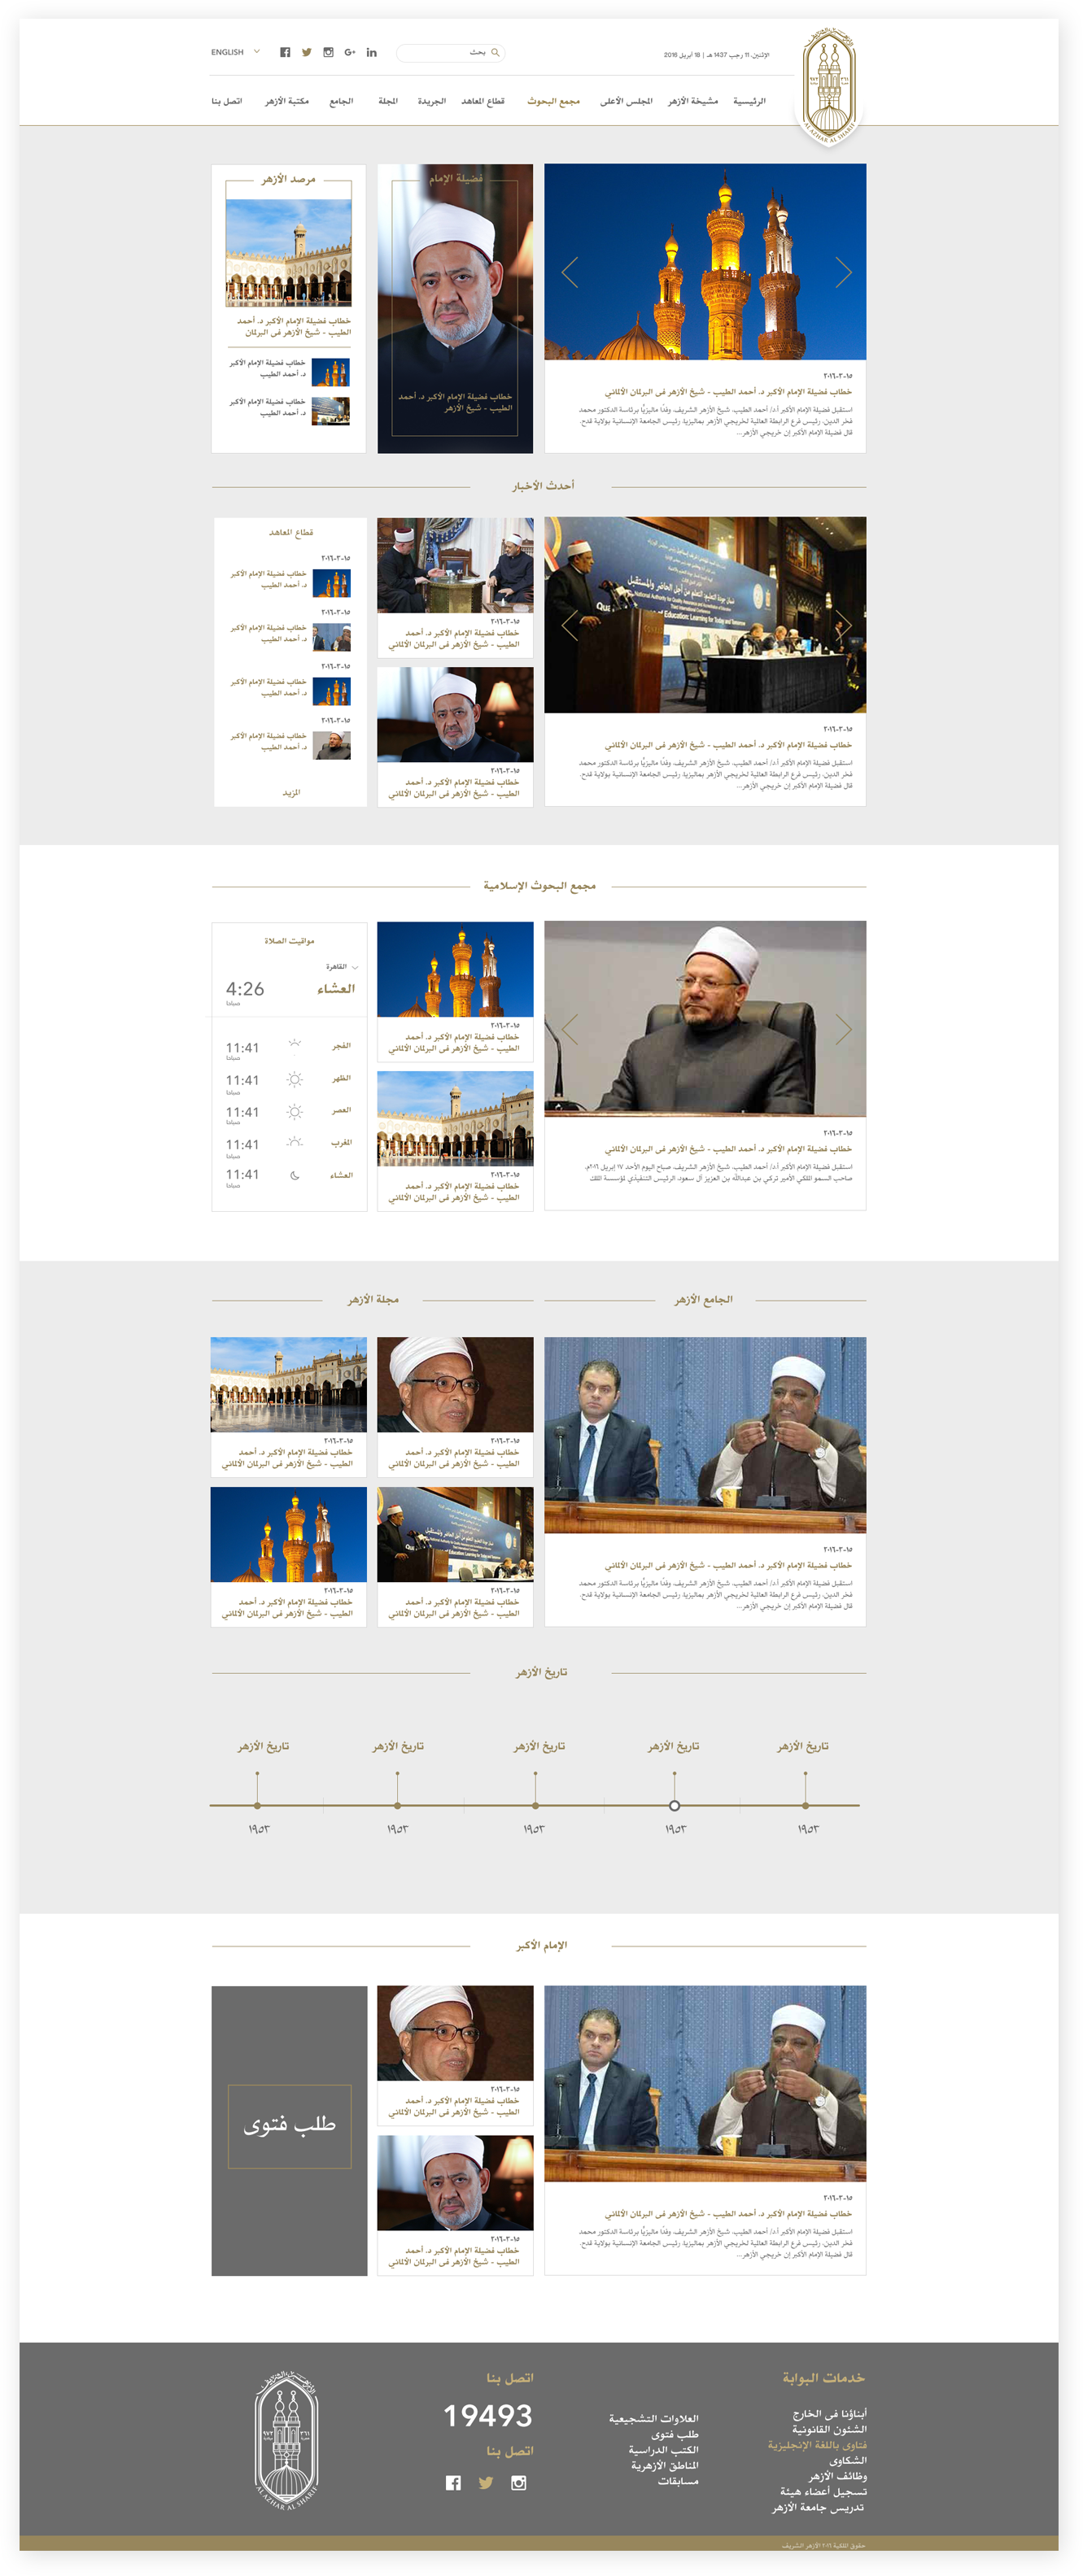 الإثنين، 11 رجب 1437 هـ | 18 أبريل 2016
بحث
ENGLISH
AL AZHAR AL SHARIF
الرئيسية
مشيخة الأزهر
المجلس الأعلى
مجمع البحوث
قطاع المعاهد
الجريدة
المجلة
الجامع
مكتبة الأزهر
اتصل بنا
٢٠١٦-٣-١٥
خطاب فضيلة الإمام الأكبر د. أحمد الطيب - شيخ الأزهر فى البرلمان الألماني
استقبل فضيلة الإمام الأكبر أ.د/ أحمد الطيب، شيخ الأزهر الشريف، وفدًا ماليزيًّا برئاسة الدكتور محمد
فخر الدين، رئيس فرع الرابطة العالمية لخريجي الأزهر بماليزيا، رئيس الجامعة الإنسانية بولاية قدح.
قال فضيلة الإمام الأكبر إن خريجي الأزهر...
فضيلة الإمام
خطاب فضيلة الإمام الأكبر د. أحمد
الطيب - شيخ الأزهر
مرصد الأزهر
خطاب فضيلة الإمام الأكبر د. أحمد
الطيب - شيخ الأزهر فى البرلمان
خطاب فضيلة الإمام الأكبر
د. أحمد الطيب
خطاب فضيلة الإمام الأكبر
د. أحمد الطيب
أحدث الأخبار
National Authority for Quality Assurance and Accreditation of
of Education: Learning for Today and Tomorrow
٢٠١٦-٣-١٥
خطاب فضيلة الإمام الأكبر د. أحمد الطيب - شيخ الأزهر فى البرلمان الألماني
استقبل فضيلة الإمام الأكبر أ.د/ أحمد الطيب، شيخ الأزهر الشريف، وفدًا ماليزيًّا برئاسة الدكتور محمد
فخر الدين، رئيس فرع الرابطة العالمية لخريجي الأزهر بماليزيا، رئيس الجامعة الإنسانية بولاية قدح.
قال فضيلة الإمام الأكبر إن خريجي الأزهر...
٢٠١٦-٣-١٥
خطاب فضيلة الإمام الأكبر د. أحمد
الطيب - شيخ الأزهر فى البرلمان الألماني
٢٠١٦-٣-١٥
خطاب فضيلة الإمام الأكبر د. أحمد
الطيب - شيخ الأزهر فى البرلمان الألماني
قطاع المعاهد
٢٠١٦-٣-١٥
خطاب فضيلة الإمام الأكبر
د. أحمد الطيب
٢٠١٦-٣-١٥
خطاب فضيلة الإمام الأكبر
د. أحمد الطيب
٢٠١٦-٣-١٥
خطاب فضيلة الإمام الأكبر
د. أحمد الطيب
٢٠١٦-٣-١٥
خطاب فضيلة الإمام الأكبر
د. أحمد الطيب
المزيد
مجمع البحوث الإسلامية
٢٠١٦-٣-١٥
خطاب فضيلة الإمام الأكبر د. أحمد الطيب - شيخ الأزهر فى البرلمان الألماني
استقبل فضيلة الإمام الأكبر أ.د/ أحمد الطيب، شيخ الأزهر الشريف، صباح اليوم الأحد ١٧ إبريل ٢٠١٦م،
صاحب السمو الملكي الأمير تركي بن عبدالله بن العزيز آل سعود الرئيس التنفيذي لمؤسسة الملك
٢٠١٦-٣-١٥
خطاب فضيلة الإمام الأكبر د. أحمد
الطيب - شيخ الأزهر فى البرلمان الألماني
٢٠١٦-٣-١٥
خطاب فضيلة الإمام الأكبر د. أحمد
الطيب - شيخ الأزهر فى البرلمان الألماني
مواقيت الصلاة
القاهرة
العشاء 4:26
صباحا
الفجر 11:41
صباحا
الظهر 11:41
صباحا
العصر 11:41
صباحا
المغرب 11:41
صباحا
العشاء 11:41
صباحا
الجامع الأزهر
٢٠١٦-٣-١٥
خطاب فضيلة الإمام الأكبر د. أحمد الطيب - شيخ الأزهر فى البرلمان الألماني
استقبل فضيلة الإمام الأكبر أ.د/ أحمد الطيب، شيخ الأزهر الشريف، وفدًا ماليزيًّا برئاسة الدكتور محمد
فخر الدين، رئيس فرع الرابطة العالمية لخريجي الأزهر بماليزيا، رئيس الجامعة الإنسانية بولاية قدح.
قال فضيلة الإمام الأكبر إن خريجي الأزهر...
مجلة الأزهر
٢٠١٦-٣-١٥
خطاب فضيلة الإمام الأكبر د. أحمد
الطيب - شيخ الأزهر فى البرلمان الألماني
٢٠١٦-٣-١٥
خطاب فضيلة الإمام الأكبر د. أحمد
الطيب - شيخ الأزهر فى البرلمان الألماني
٢٠١٦-٣-١٥
خطاب فضيلة الإمام الأكبر د. أحمد
الطيب - شيخ الأزهر فى البرلمان الألماني
٢٠١٦-٣-١٥
خطاب فضيلة الإمام الأكبر د. أحمد
الطيب - شيخ الأزهر فى البرلمان الألماني
تاريخ الأزهر
تاريخ الأزهر
تاريخ الأزهر
تاريخ الأزهر
تاريخ الأزهر
تاريخ الأزهر
١٩٥٣
١٩٥٣
١٩٥٣
١٩٥٣
١٩٥٣
الإمام الأكبر
٢٠١٦-٣-١٥
خطاب فضيلة الإمام الأكبر د. أحمد الطيب - شيخ الأزهر فى البرلمان الألماني
استقبل فضيلة الإمام الأكبر أ.د/ أحمد الطيب، شيخ الأزهر الشريف، وفدًا ماليزيًّا برئاسة الدكتور محمد
فخر الدين، رئيس فرع الرابطة العالمية لخريجي الأزهر بماليزيا، رئيس الجامعة الإنسانية بولاية قدح.
قال فضيلة الإمام الأكبر إن خريجي الأزهر...
٢٠١٦-٣-١٥
خطاب فضيلة الإمام الأكبر د. أحمد
الطيب - شيخ الأزهر فى البرلمان الألماني
٢٠١٦-٣-١٥
خطاب فضيلة الإمام الأكبر د. أحمد
الطيب - شيخ الأزهر فى البرلمان الألماني
طلب فتوى
خدمات البوابة
أبناؤنا فى الخارج
الشئون القانونية
فتاوى باللغة الإنجليزية
الشكاوى
وظائف الأزهر
تسجيل أعضاء هيئة
تدريس جامعة الأزهر
العلاوات التشجيعية
طلب فتوى
الكتب الدراسية
المناطق الأزهرية
مسابقات
اتصل بنا
19493
اتصل بنا
AL AZHAR AL SHARIF
حقوق الملكية ٢٠١٦ الأزهر الشريف